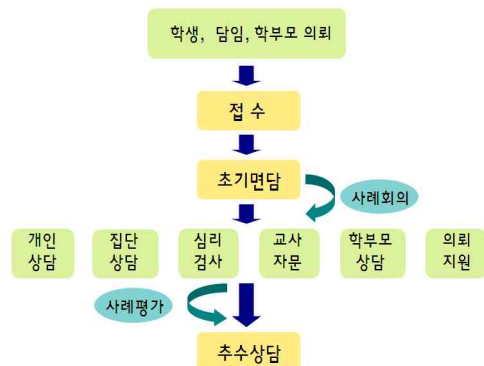 학생, 담임, 학부모 의뢰
접 수
초기면담
사례회의
개인
상담
집단
상담
심리
검사
교사
자문
학부모
상담
의뢰
지원
사례평가
추수상담